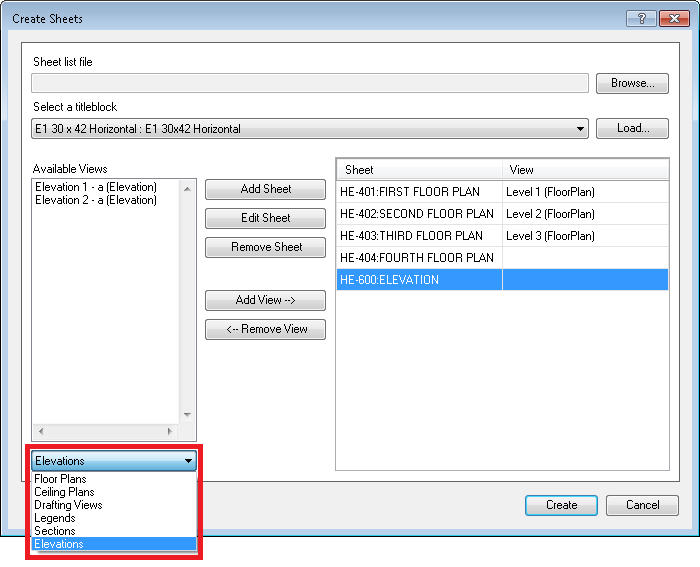 Create Sheets
Sheet list file
Browse...
Select a titleblock
E1 30 x 42 Horizontal : E1 30x42 Horizontal
Load...
Available Views
Elevation 1 - a (Elevation)
Elevation 2 - a (Elevation)
Add Sheet
Edit Sheet
Remove Sheet
Add View -->
<-- Remove View
Sheet View
HE-401:FIRST FLOOR PLAN Level 1 (FloorPlan)
HE-402:SECOND FLOOR PLAN Level 2 (FloorPlan)
HE-403:THIRD FLOOR PLAN Level 3 (FloorPlan)
HE-404:FOURTH FLOOR PLAN
HE-600:ELEVATION
Elevations
Floor Plans
Ceiling Plans
Drafting Views
Legends
Sections
Elevations
Create Cancel